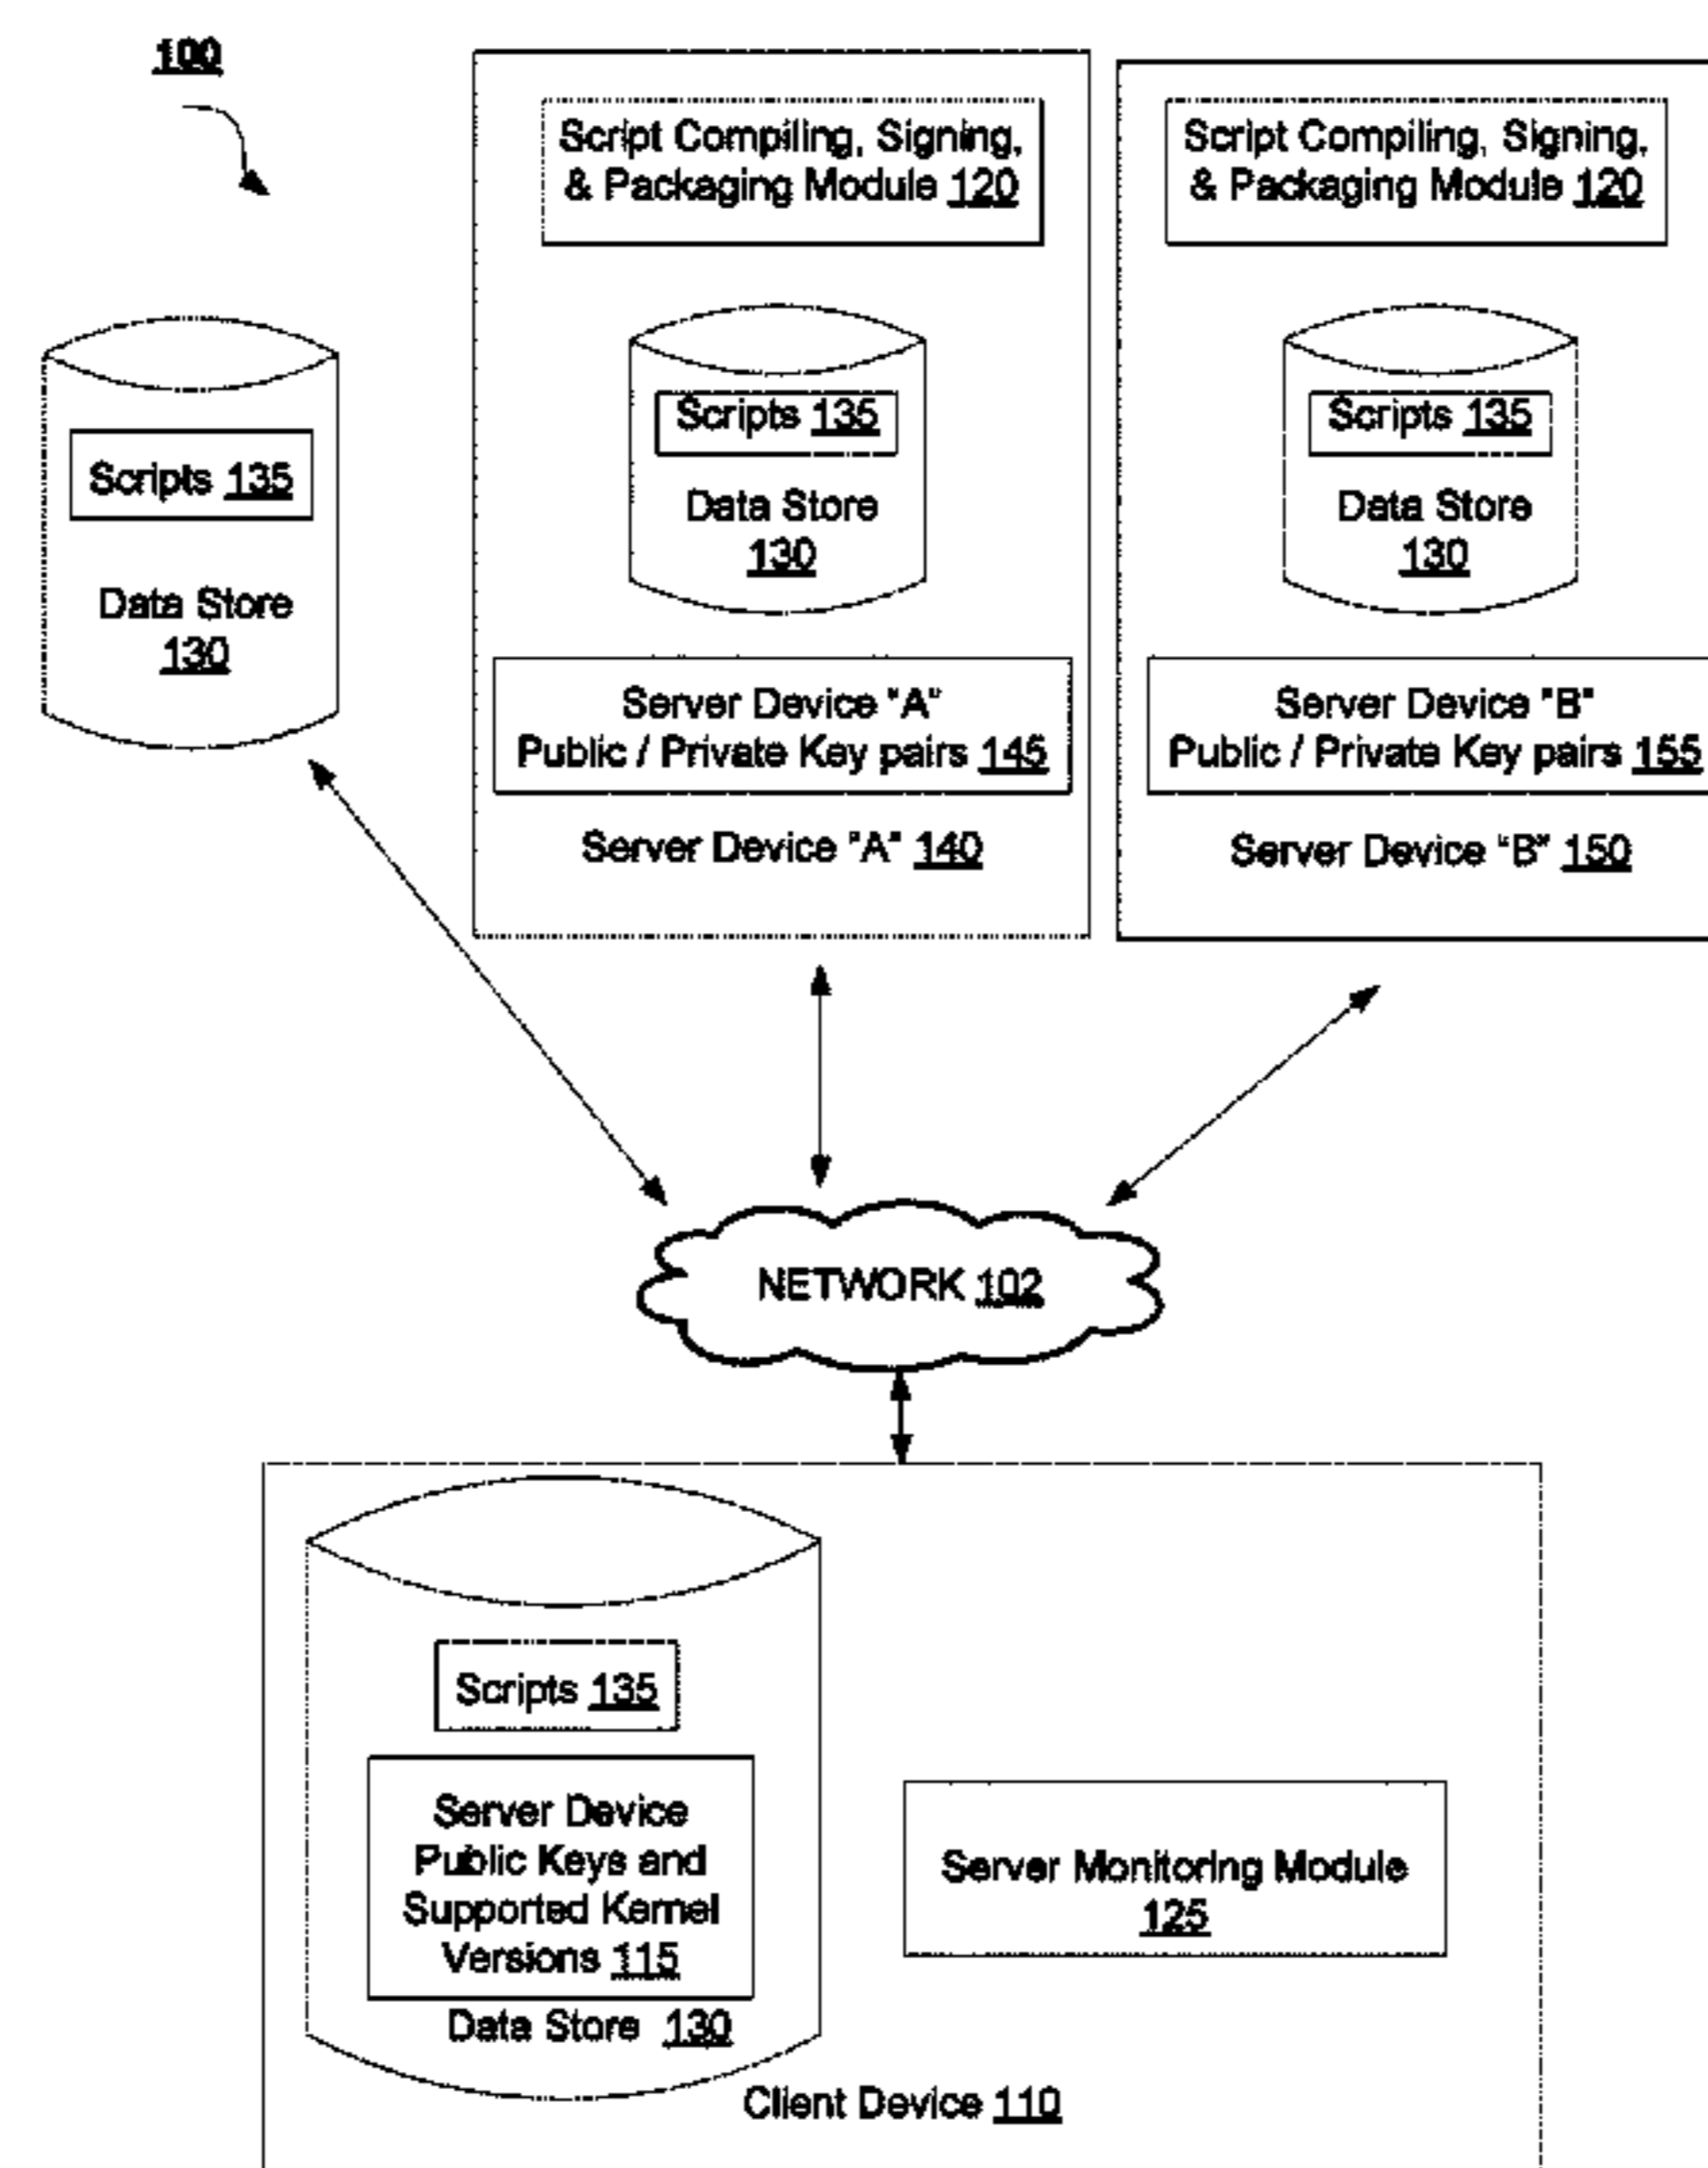 100
Script Compiling, Signing,
& Packaging Module 120
Scripts 135
Data Store
130
Server Device "A"
Public / Private Key pairs 145
Server Device "A" 140
Script Compiling, Signing,
& Packaging Module 120
Scripts 135
Data Store
130
Server Device "B"
Public / Private Key pairs 155
Server Device "B" 150
Scripts 135
Data Store
130
NETWORK 102
Scripts 135
Server Device
Public Keys and
Supported Kernel
Versions 115
Data Store 130
Server Monitoring Module
125
Client Device 110